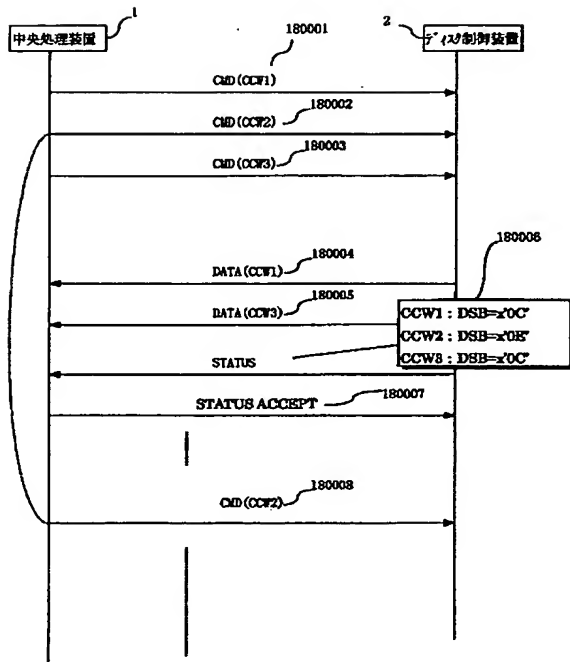 1
2
中央処理装置
ディスク制御装置
180001
CMD(CCW1)
180002
CMD(CCW2)
180003
CMD(CCW3)
180004
DATA(CCW1)
180005
DATA(CCW3)
180006
CCW1 : DSB=x'0C'
CCW2 : DSB=x'0E'
CCW3 : DSB=x'0C'
STATUS
STATUS ACCEPT
180007
180008
CMD(CCW2)